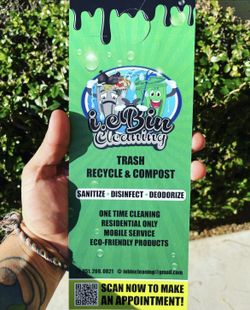 i.c.Bin
Cleaning
TRASH
RECYCLE & COMPOST
SANITIZE - DISINFECT - DEODORIZE
ONE TIME CLEANING
RESIDENTIAL ONLY
MOBILE SERVICE
ECO-FRIENDLY PRODUCTS
SCAN NOW TO MAKE
AN APPOINTMENT!